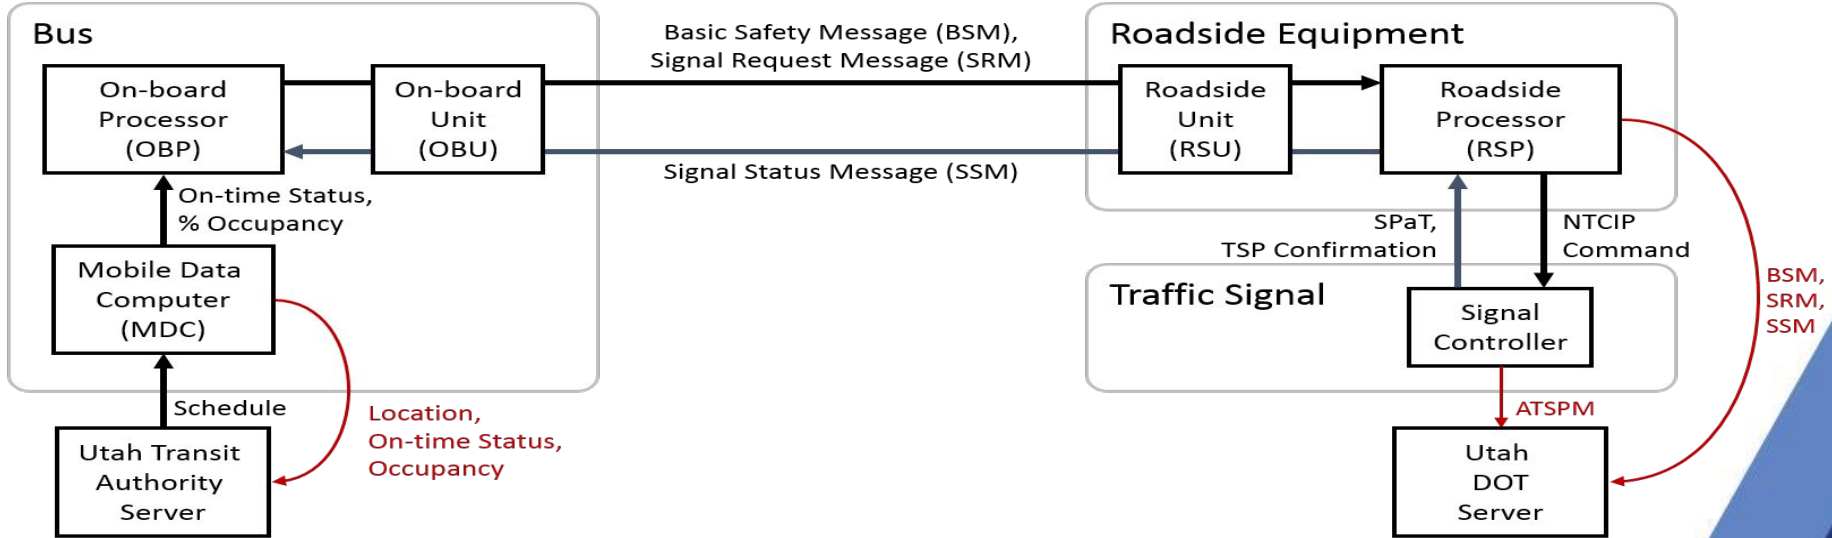 Bus
On-board
Processor
(OBP)
On-board
Unit
(OBU)
On-time Status,
% Occupancy
Mobile Data
Computer
(MDC)
Schedule
Location,
On-time Status,
Occupancy
Utah Transit
Authority
Server
Basic Safety Message (BSM),
Signal Request Message (SRM)
Signal Status Message (SSM)
Roadside Equipment
Roadside
Unit
(RSU)
Roadside
Processor
(RSP)
SPaT,
TSP Confirmation
NTCIP
Command
BSM,
SRM,
SSM
Traffic Signal
Signal
Controller
ATSPM
Utah
DOT
Server